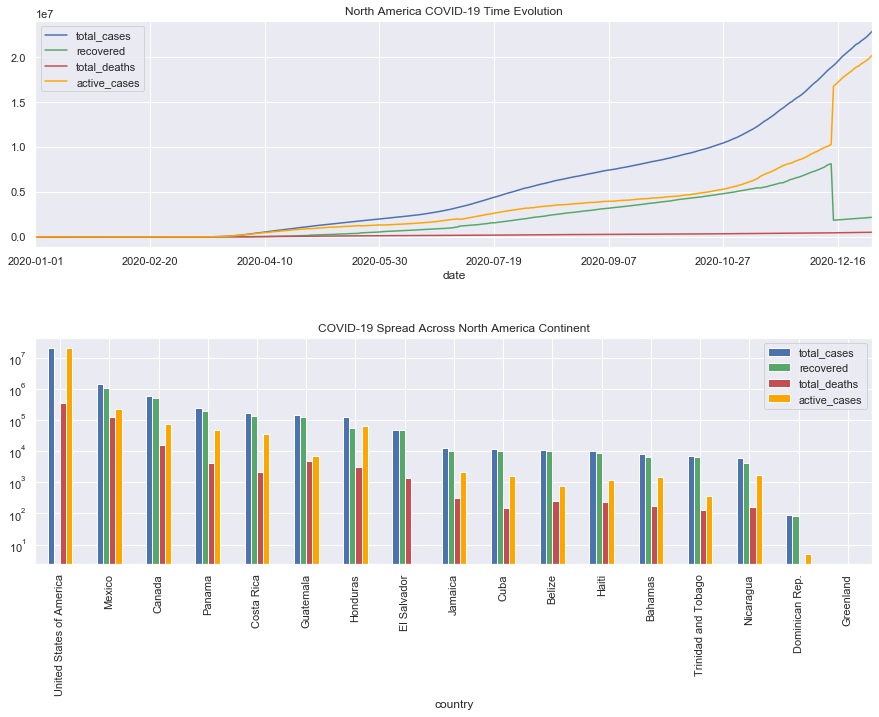 North America COVID-19 Time Evolution
1e7
total_cases
recovered
total_deaths
active_cases
2.0
1.5
1.0
0.5
0.0
2020-01-01 2020-02-20 2020-04-10 2020-05-30 2020-07-19 2020-09-07 2020-10-27 2020-12-16
date
COVID-19 Spread Across North America Continent
total_cases
recovered
total_deaths
active_cases
10^7
10^6
10^5
10^4
10^3
10^2
10^1
United States of America
Mexico
Canada
Panama
Costa Rica
Guatemala
Honduras
El Salvador
Jamaica
Cuba
Belize
Haiti
Bahamas
Trinidad and Tobago
Nicaragua
Dominican Rep.
Greenland
country